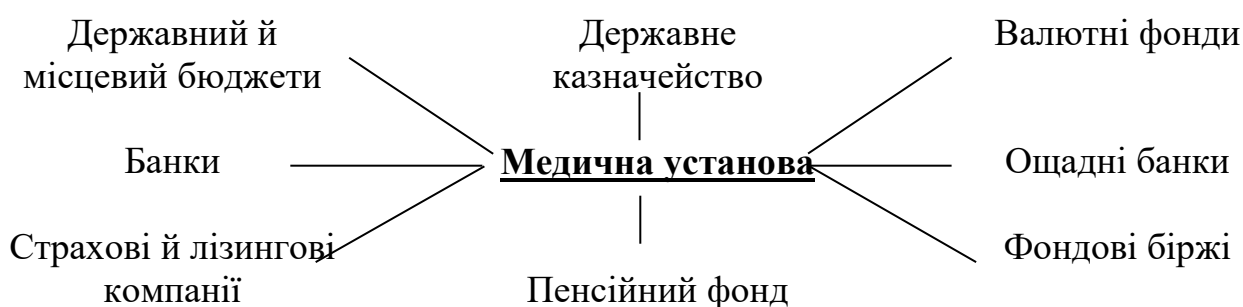 Державний й
місцевий бюджети
Державне
казначейство
Валютні фонди
Банки
Медична установа
Ощадні банки
Страхові й лізингові
компанії
Пенсійний фонд
Фондові біржі